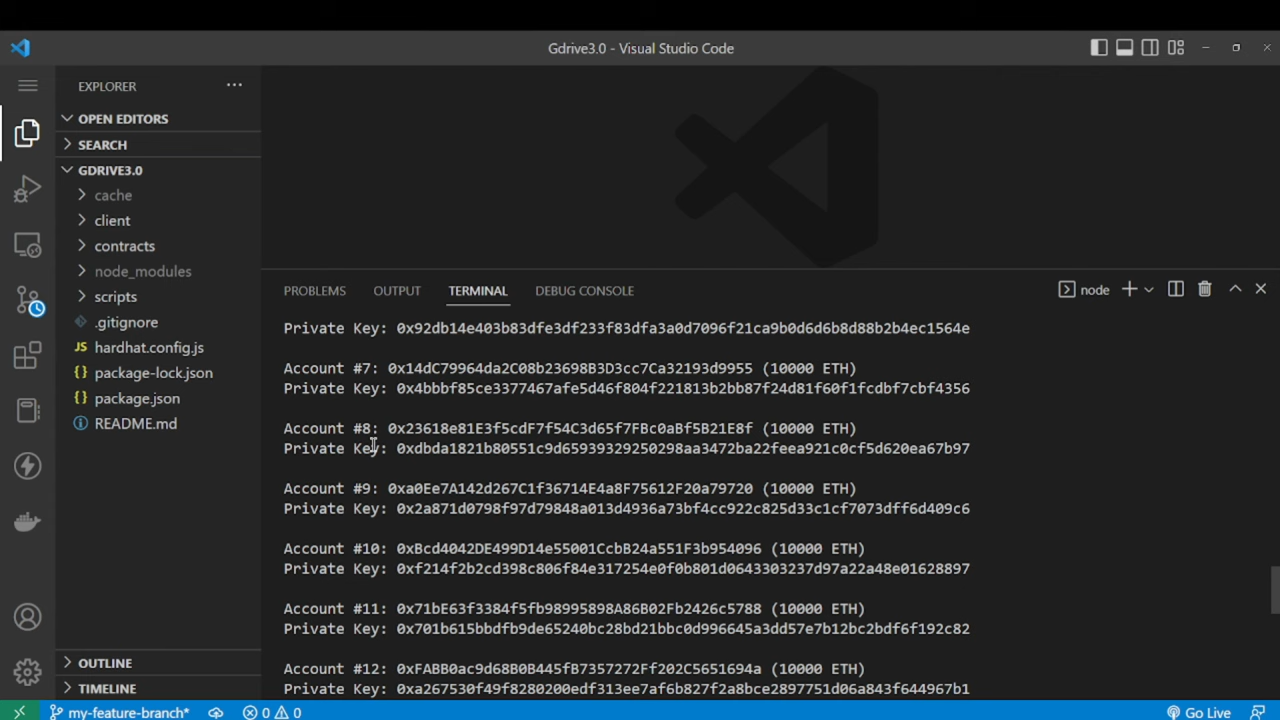 Gdrive3.0 - Visual Studio Code
EXPLORER
OPEN EDITORS
SEARCH
GDRIVE3.0
cache
client
contracts
node_modules
scripts
.gitignore
JS hardhat.config.js
{} package-lock.json
{} package.json
README.md
OUTLINE
TIMELINE
PROBLEMS OUTPUT TERMINAL DEBUG CONSOLE node
Private Key: 0x92db14e403b83dfe3df233f83dfa3a0d7096f21ca9b0d6d6b8d88b2b4ec1564e
Account #7: 0x14dC79964da2C08b23698B3D3cc7Ca32193d9955 (10000 ETH)
Private Key: 0x4bbbf85ce3377467afe5d46f804f221813b2bb87f24d81f60f1fcdbf7cbf4356
Account #8: 0x23618e81E3f5cdF7f54C3d65f7FBc0aBf5B21E8f (10000 ETH)
Private Key: 0xdbda1821b80551c9d65939329250298aa3472ba22feea921c0cf5d620ea67b97
Account #9: 0xa0Ee7A142d267C1f36714E4a8F75612F20a79720 (10000 ETH)
Private Key: 0x2a871d0798f97d79848a013d4936a73bf4cc922c825d33c1cf7073dff6d409c6
Account #10: 0xBcd4042DE499D14e55001CcbB24a551F3b954096 (10000 ETH)
Private Key: 0xf214f2b2cd398c806f84e317254e0f0b801d0643303237d97a22a48e01628897
Account #11: 0x71bE63f3384f5fb98995898A86B02Fb2426c5788 (10000 ETH)
Private Key: 0x701b615bbdfb9de65240bc28bd21bbc0d996645a3dd57e7b12bc2bdf6f192c82
Account #12: 0xFABB0ac9d68B0B445fB7357272Ff202C5651694a (10000 ETH)
Private Key: 0xa267530f49f8280200edf313ee7af6b827f2a8bce2897751d06a843f644967b1
my-feature-branch* 0 0 Go Live